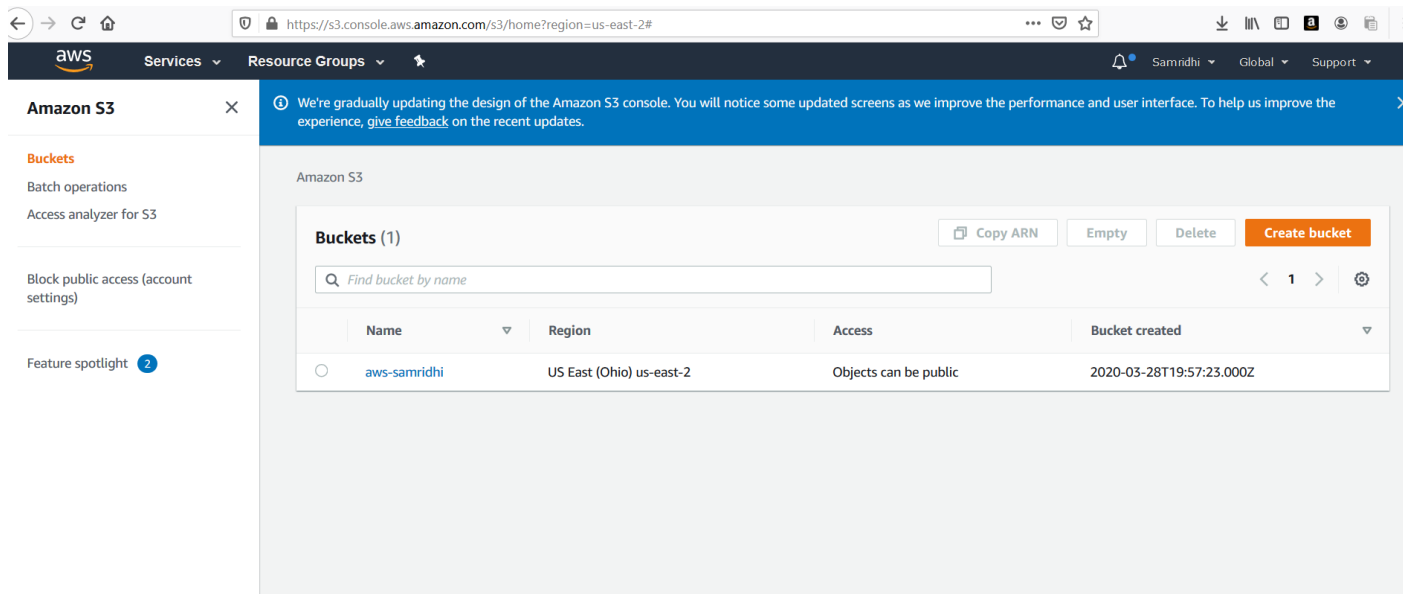 https://s3.console.aws.amazon.com/s3/home?region=us-east-2#
aws Services Resource Groups Samridhi Global Support
Amazon S3
Buckets
Batch operations
Access analyzer for S3
Block public access (account
settings)
Feature spotlight 2
We're gradually updating the design of the Amazon S3 console. You will notice some updated screens as we improve the performance and user interface. To help us improve the
experience, give feedback on the recent updates.
Amazon S3
Buckets (1) Copy ARN Empty Delete Create bucket
Find bucket by name 1
Name Region Access Bucket created
aws-samridhi US East (Ohio) us-east-2 Objects can be public 2020-03-28T19:57:23.000Z